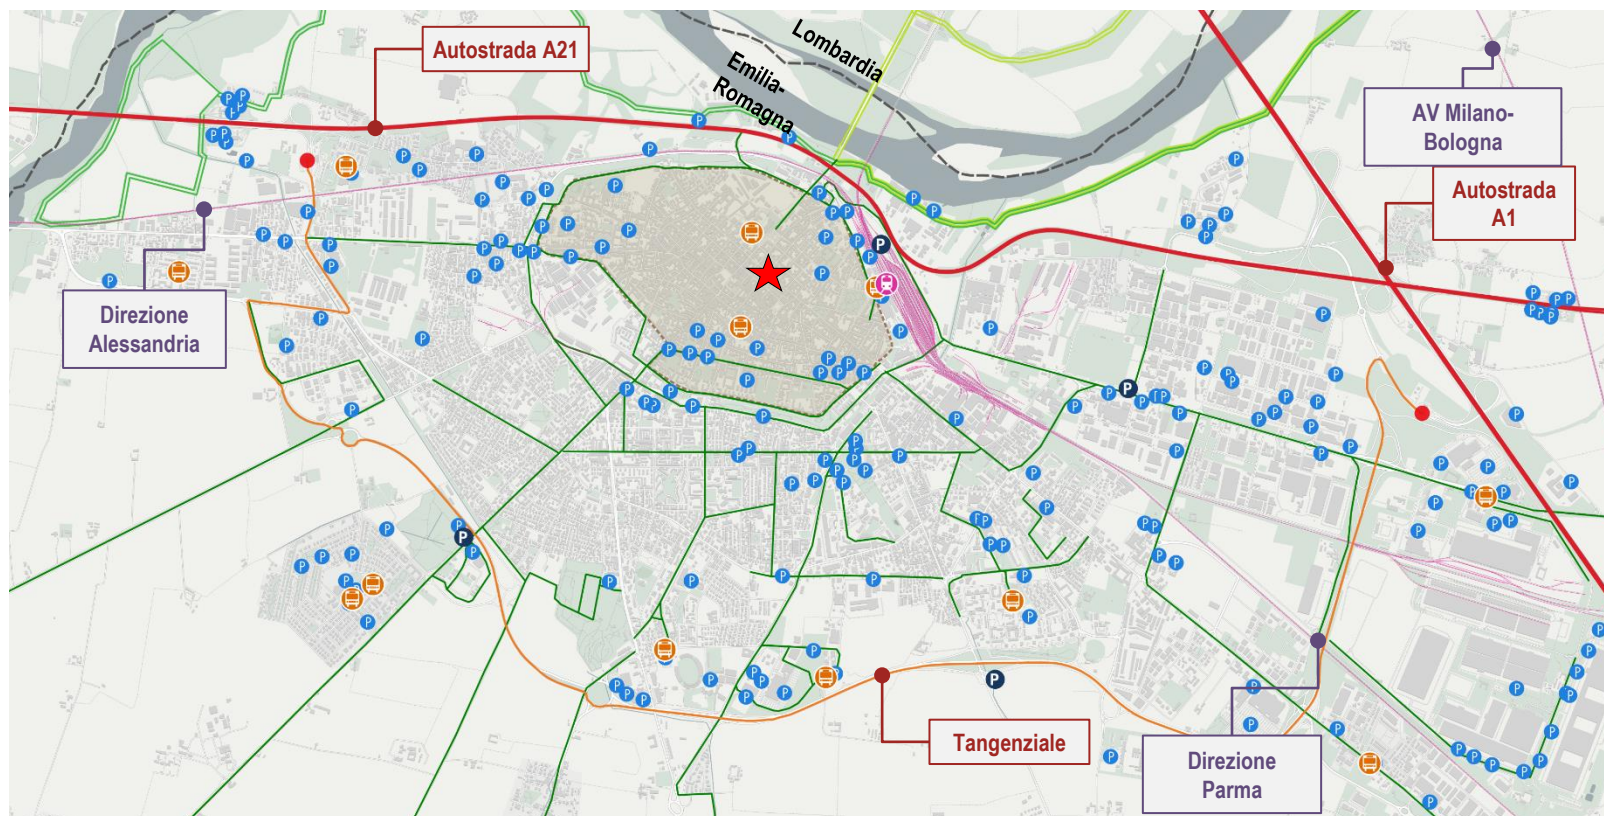 Autostrada A21
Lombardia
Emilia-
Romagna
AV Milano-
Bologna
Autostrada
A1
Direzione
Alessandria
Tangenziale
Direzione
Parma